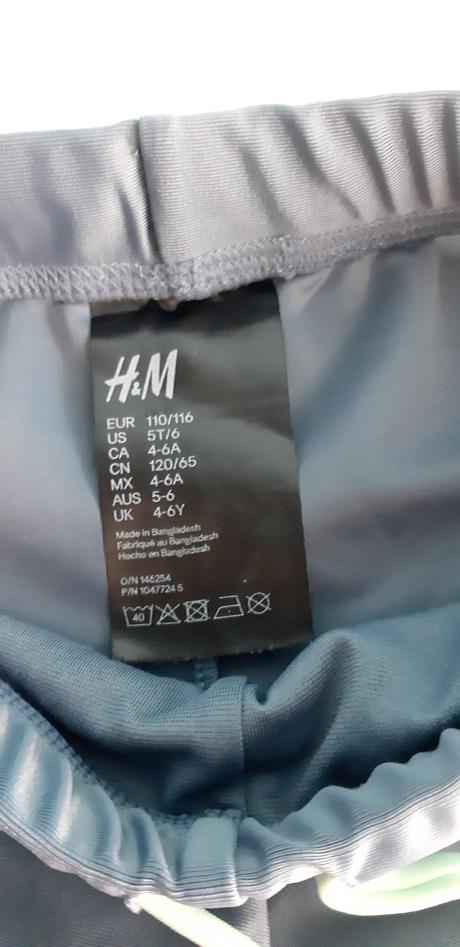 H&M
EUR 110/116
US 5T/6
CA 4-6A
CN 120/65
MX 4-6A
AUS 5-6
UK 4-6Y
Made in Bangladesh
Fabriqué au Bangladesh
Hecho en Bangladesh
O/N 146254
P/N 1047724 5
40